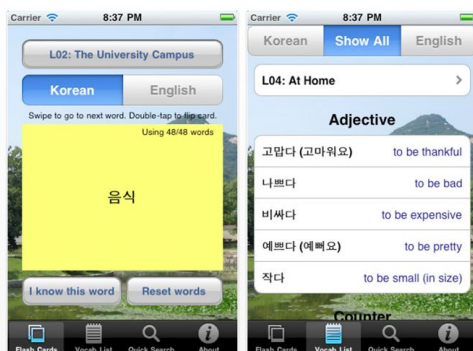 Carrier 8:37 PM
L02: The University Campus
Korean English
Swipe to go to next word. Double-tap to flip card.
Using 48/48 words
음식
I know this word Reset words
Flash Cards Vocab List Quick Search About
Carrier 8:37 PM
Korean Show All English
L04: At Home >
Adjective
고맙다 (고마워요) to be thankful
나쁘다 to be bad
비싸다 to be expensive
예쁘다 (예뻐요) to be pretty
작다 to be small (in size)
Counter
Flash Cards Vocab List Quick Search About